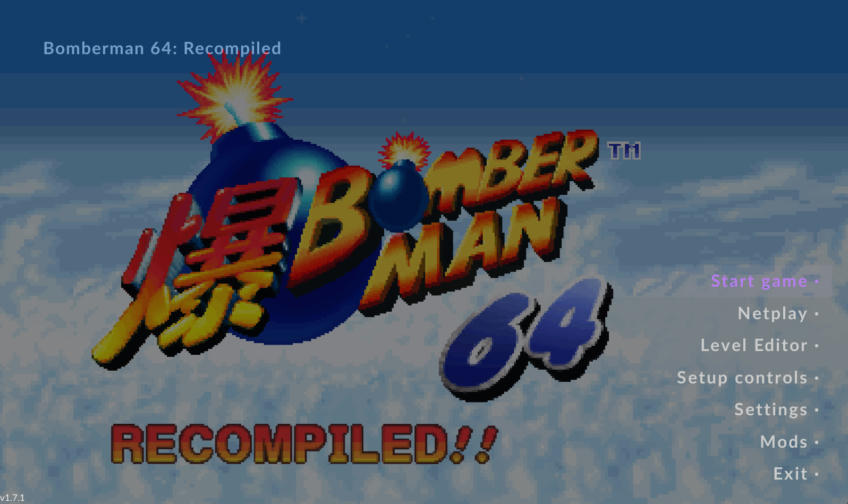 Bomberman 64: Recompiled
爆 BOMBER MAN 64 TM
RECOMPILED!!
Start game
Netplay
Level Editor
Setup controls
Settings
Mods
Exit
v1.7.1